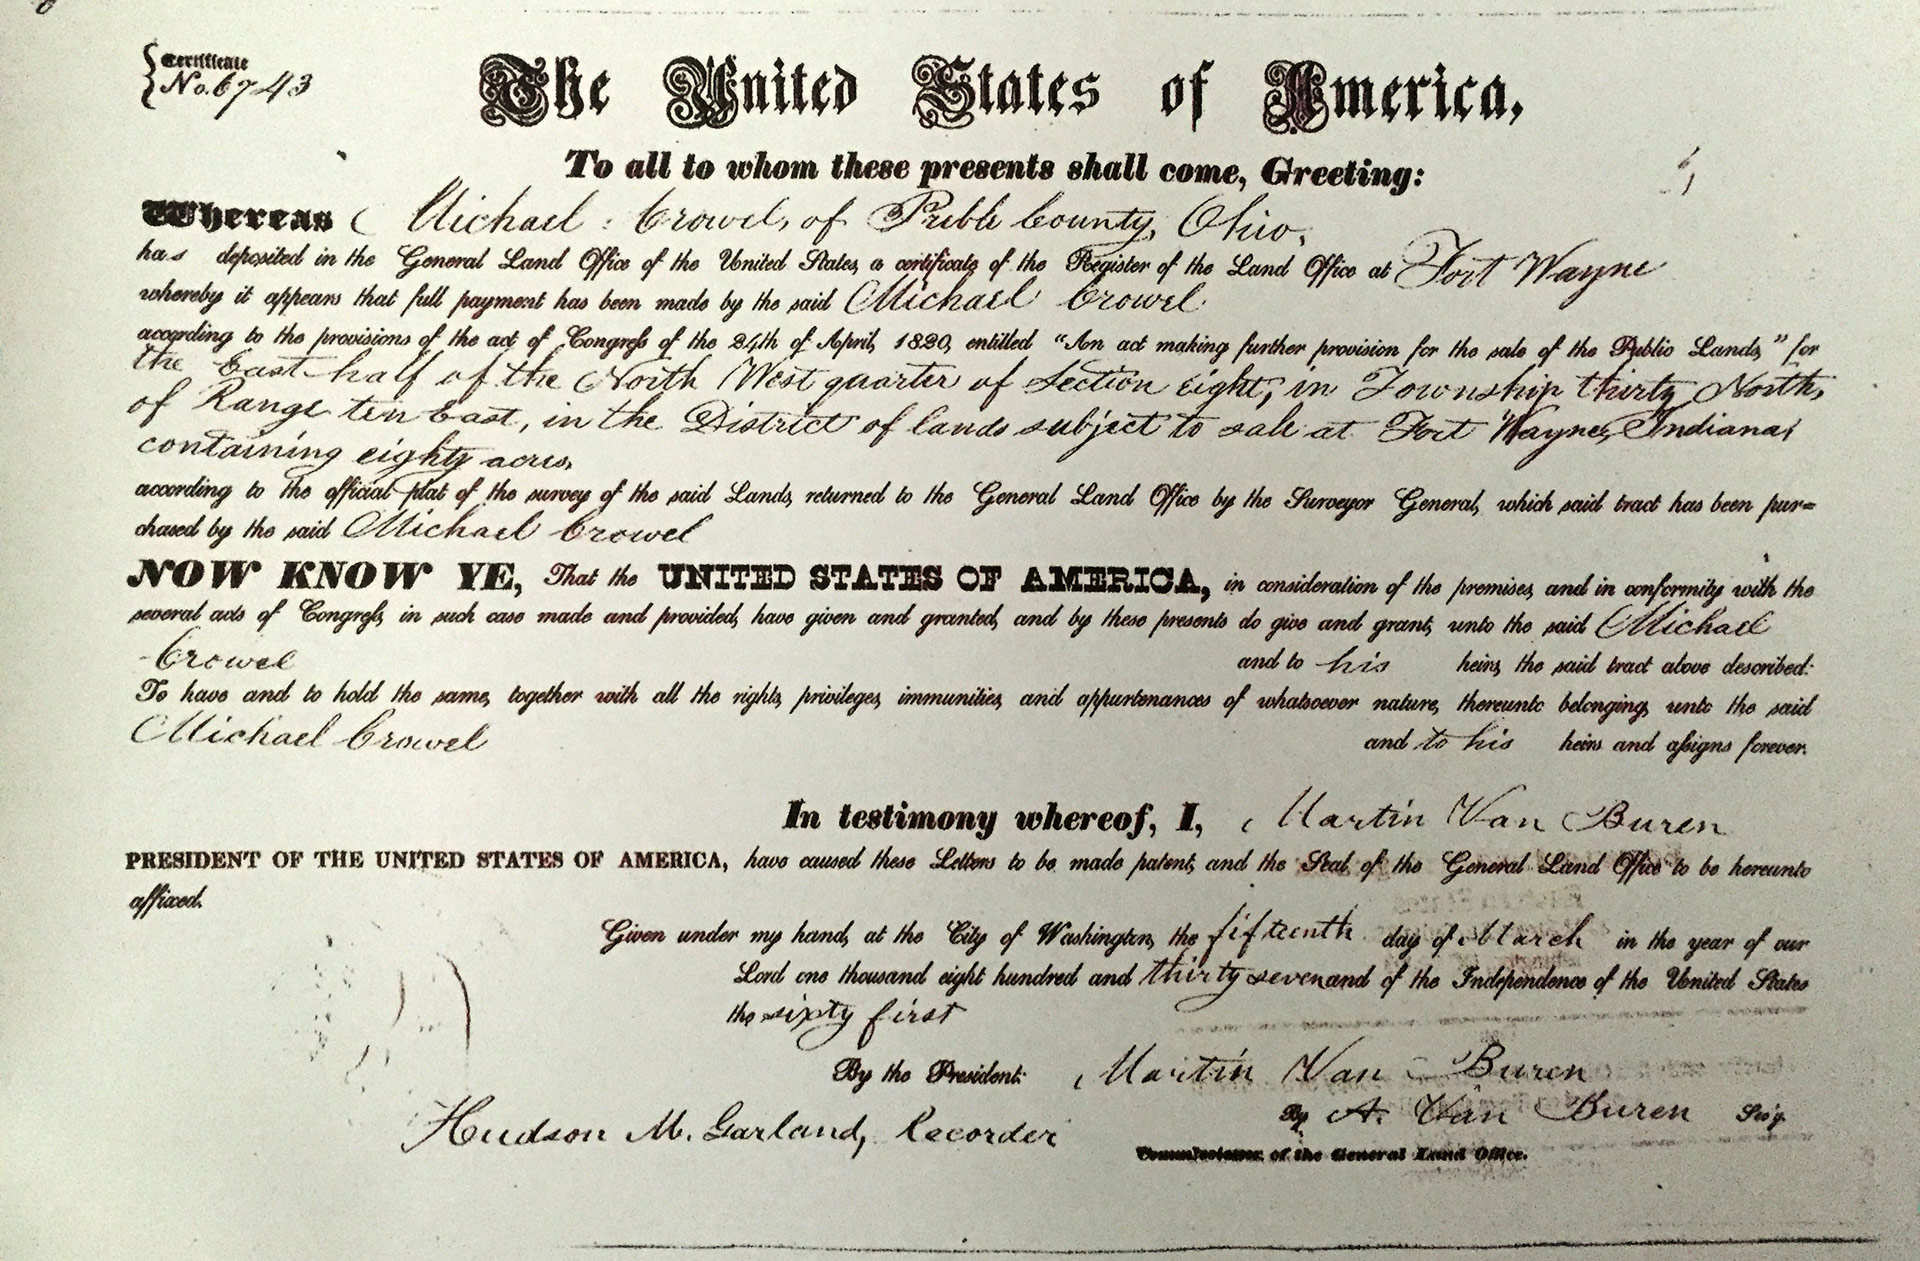 Certificate
No. 6743
The United States of America,
To all to whom these presents shall come, Greeting:
Whereas Michael Crowel, of Preble County, Ohio,
has deposited in the General Land Office of the United States, a certificate of the Register of the Land Office at Fort Wayne
whereby it appears that full payment has been made by the said Michael Crowel
according to the provisions of the act of Congress of the 24th of April, 1820, entitled “An act making further provision for the sale of the Public Lands,” for
the East half of the North West quarter of Section eight, in Township thirty North,
of Range ten East, in the District of lands subject to sale at Fort Wayne, Indiana,
containing eighty acres,
according to the official plat of the survey of the said Lands, returned to the General Land Office by the Surveyor General, which said tract has been pur=
chased by the said Michael Crowel
NOW KNOW YE, That the UNITED STATES OF AMERICA, in consideration of the premises, and in conformity with the
several acts of Congress, in such case made and provided, have given and granted, and by these presents do give and grant, unto the said Michael
Crowel and to his heirs, the said tract above described:
To have and to hold the same, together with all the rights, privileges, immunities, and appurtenances of whatsoever nature, thereunto belonging, unto the said
Michael Crowel and to his heirs and assigns forever.
In testimony whereof, I, Martin Van Buren
PRESIDENT OF THE UNITED STATES OF AMERICA, have caused these Letters to be made patent, and the Seal of the General Land Office to be hereunto
affixed.
Given under my hand, at the City of Washington, the fifteenth day of March in the year of our
Lord one thousand eight hundred and thirty seven and of the Independence of the United States
the sixty first
By the President: Martin Van Buren
By A. Van Buren Sec'y.
Hudson M. Garland, Recorder
of the General Land Office.